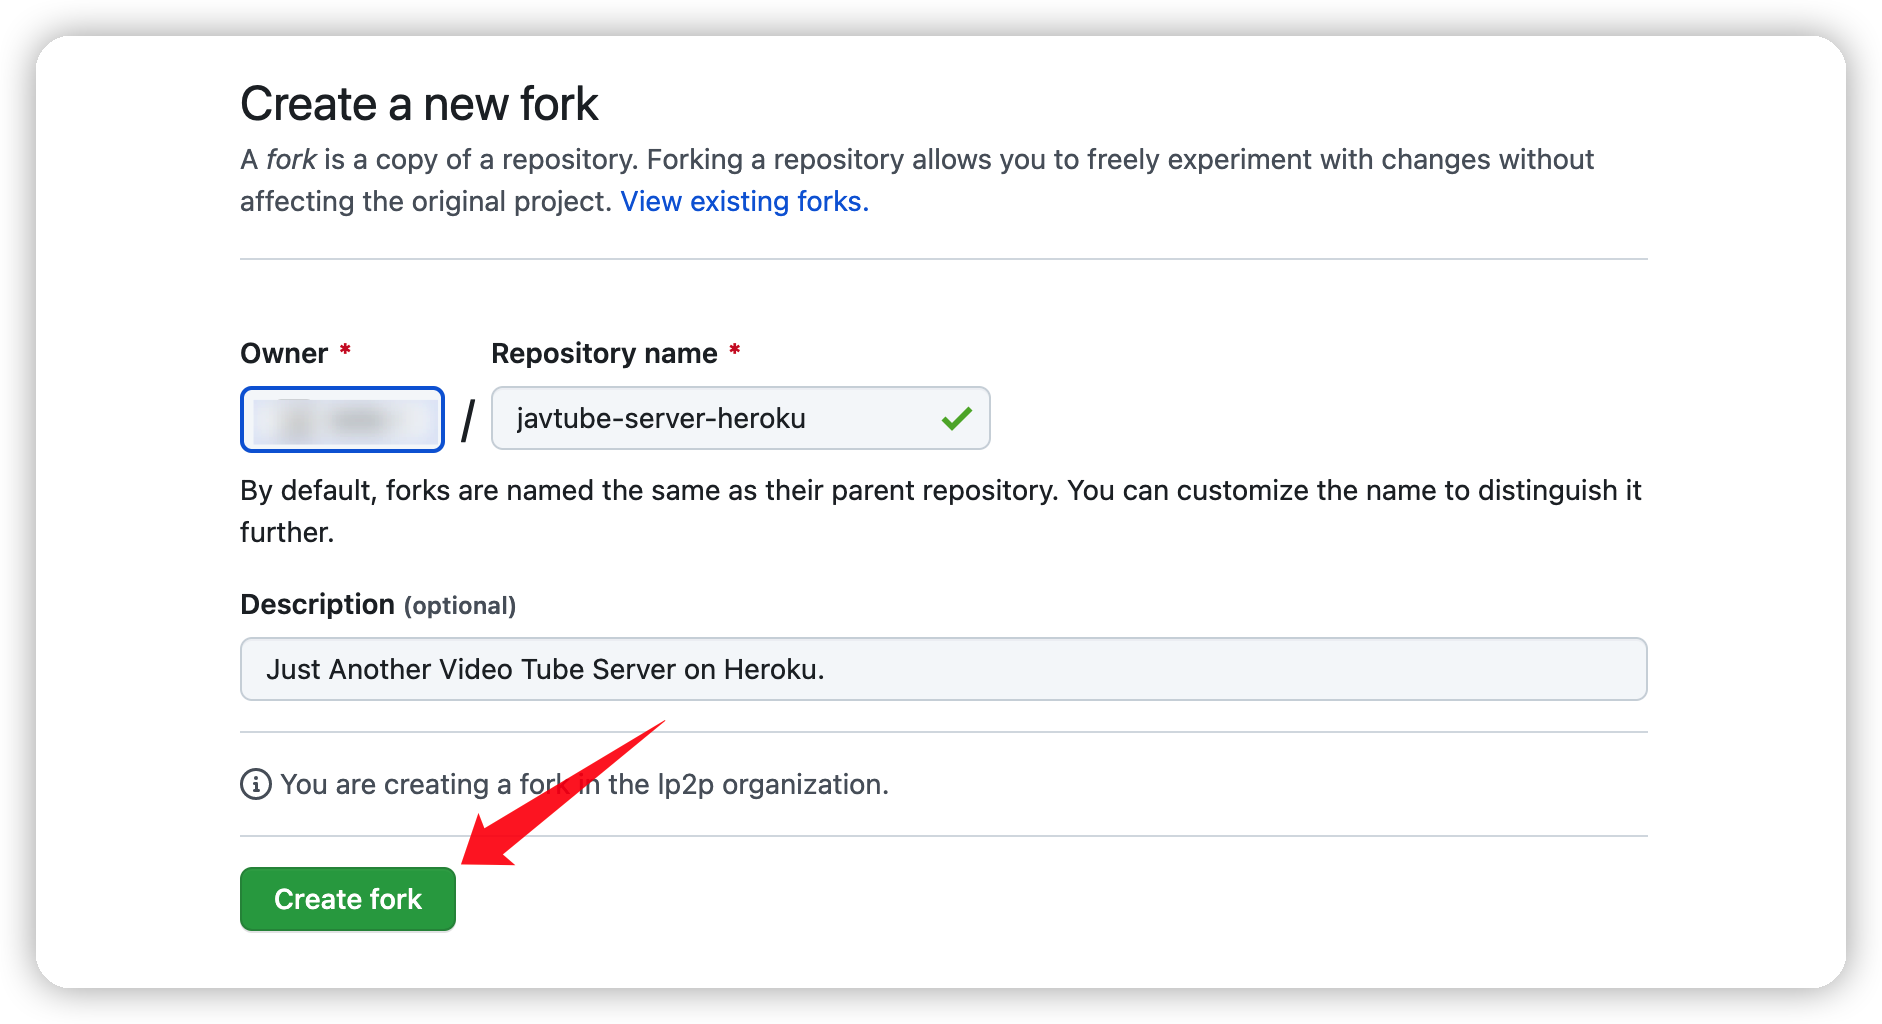 Create a new fork
A fork is a copy of a repository. Forking a repository allows you to freely experiment with changes without
affecting the original project. View existing forks.
Owner * Repository name *
/ javtube-server-heroku
By default, forks are named the same as their parent repository. You can customize the name to distinguish it
further.
Description (optional)
Just Another Video Tube Server on Heroku.
You are creating a fork in the lp2p organization.
Create fork